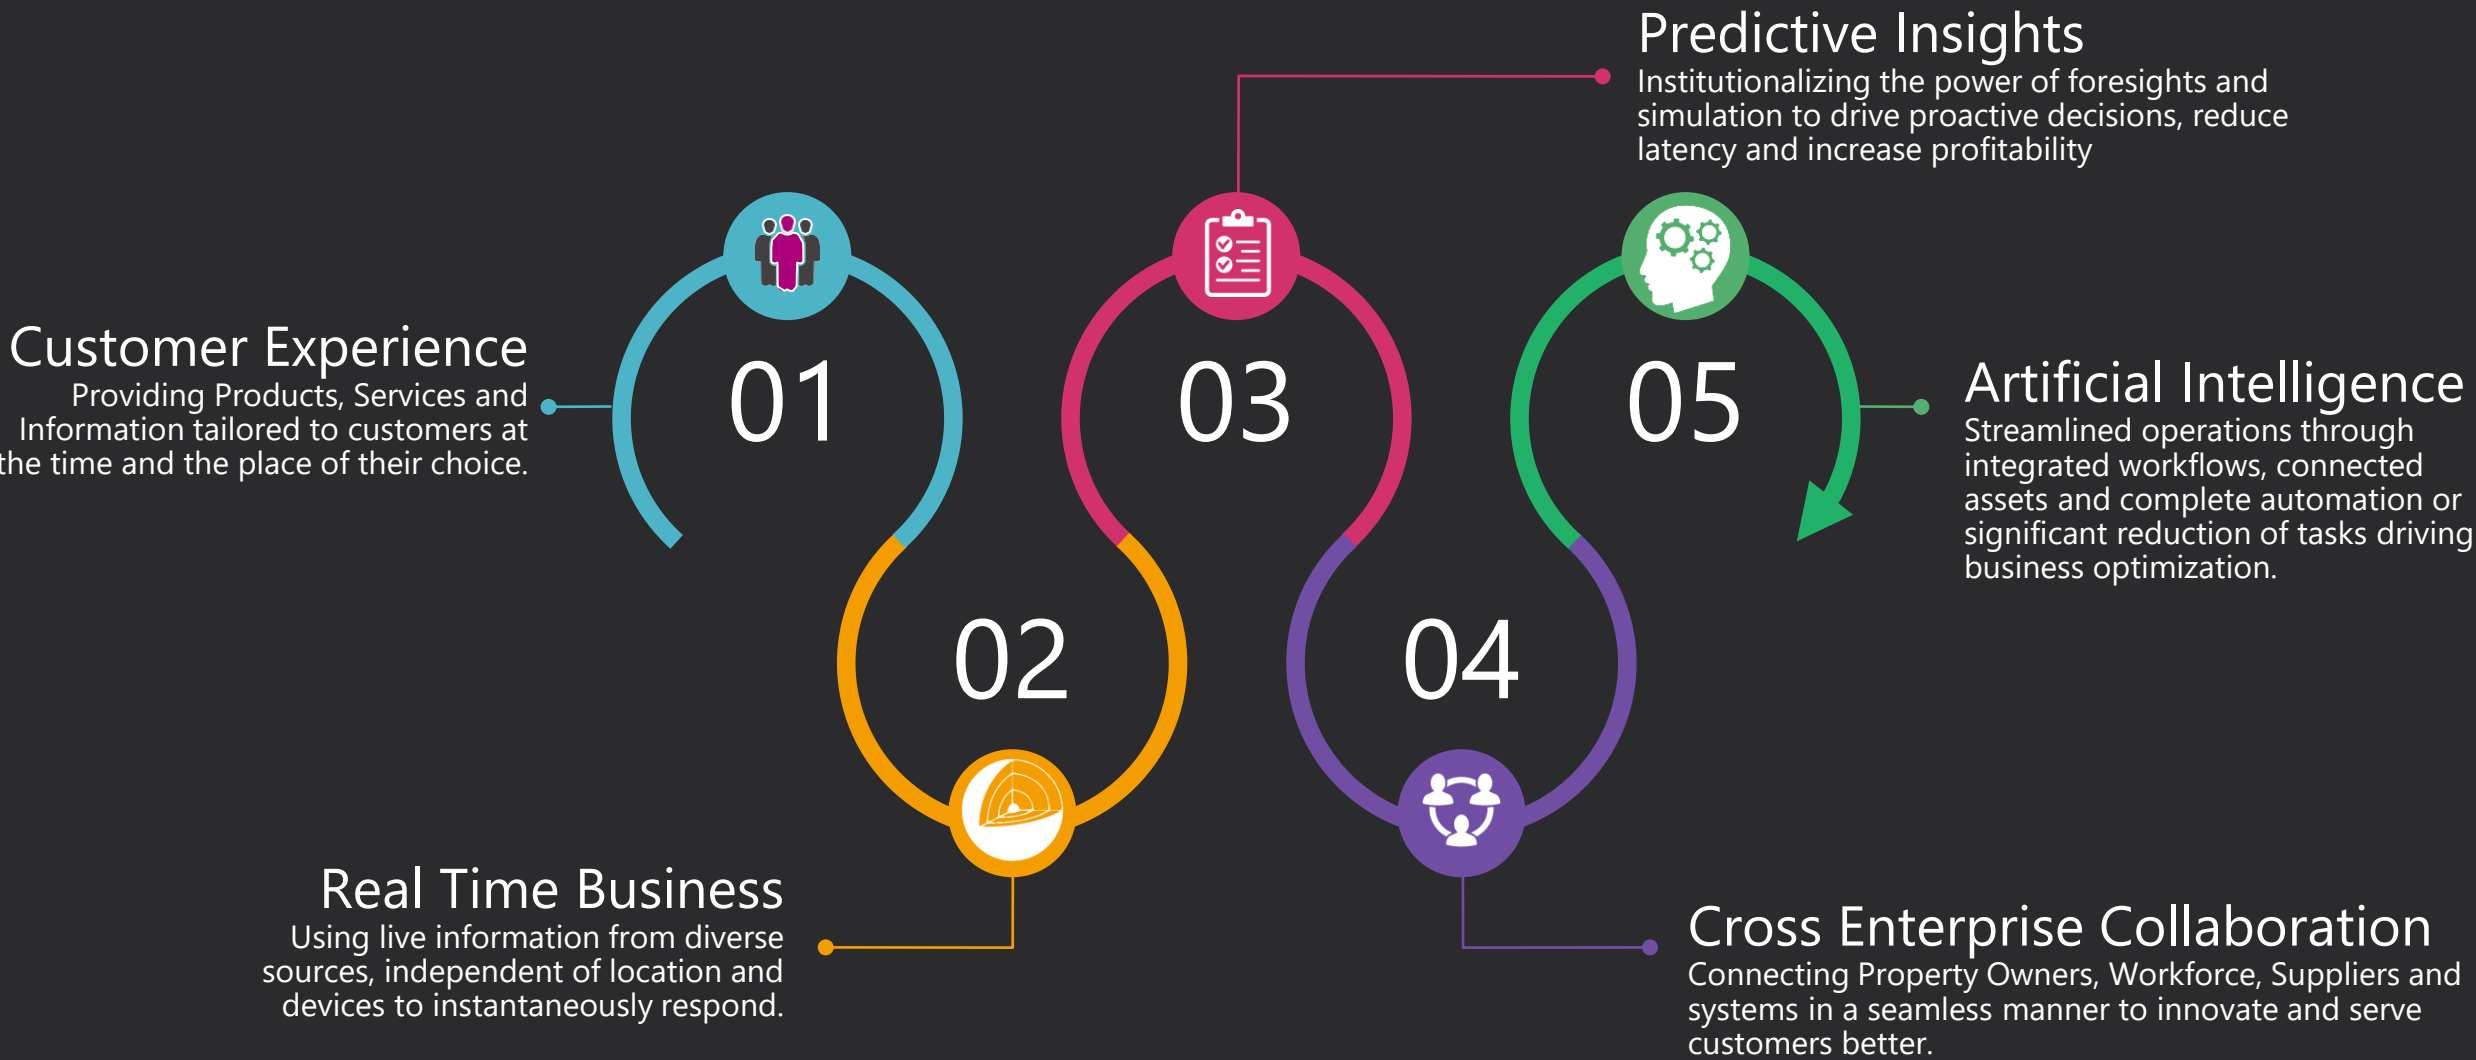 Customer Experience
Providing Products, Services and
Information tailored to customers at
the time and the place of their choice.
01
Real Time Business
Using live information from diverse
sources, independent of location and
devices to instantaneously respond.
02
Predictive Insights
Institutionalizing the power of foresights and
simulation to drive proactive decisions, reduce
latency and increase profitability
03
Cross Enterprise Collaboration
Connecting Property Owners, Workforce, Suppliers and
systems in a seamless manner to innovate and serve
customers better.
04
Artificial Intelligence
Streamlined operations through
integrated workflows, connected
assets and complete automation or
significant reduction of tasks driving
business optimization.
05